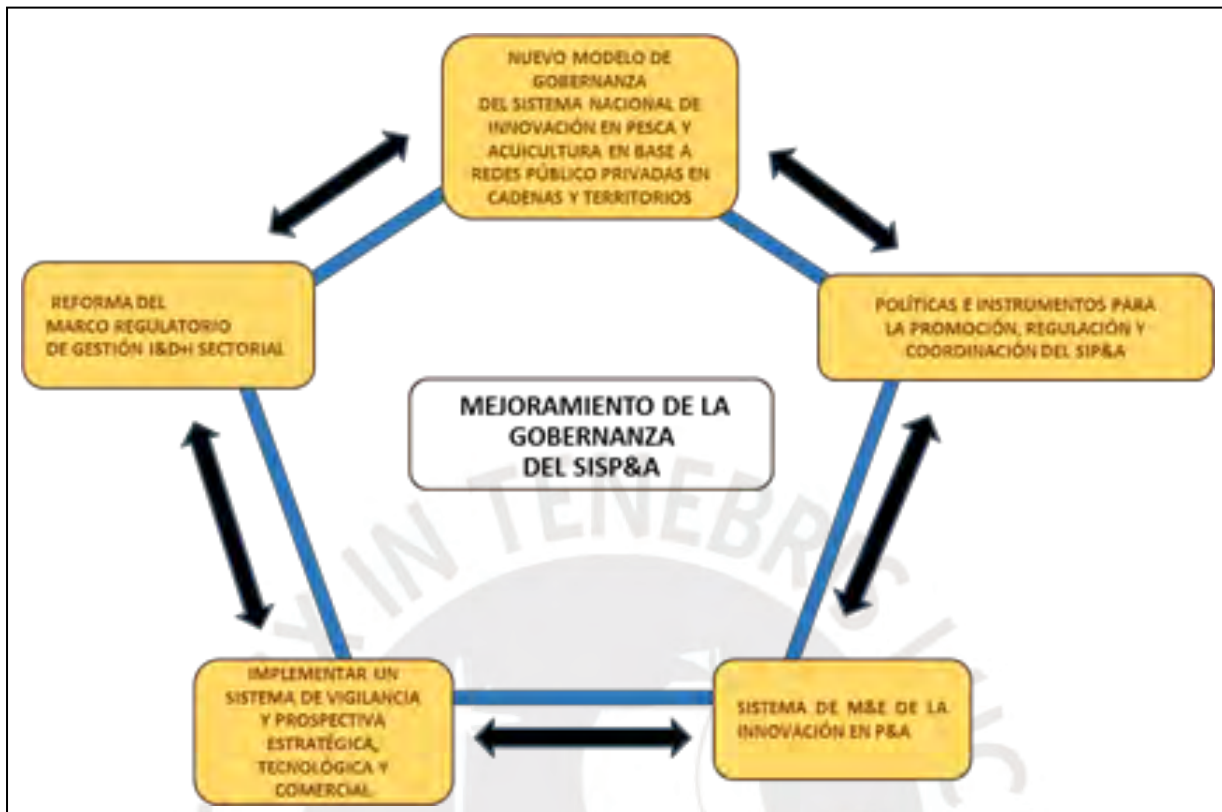 NUEVO MODELO DE
GOBERNANZA
DEL SISTEMA NACIONAL DE
INNOVACIÓN EN PESCA Y
ACUICULTURA EN BASE A
REDES PÚBLICO PRIVADAS EN
CADENAS Y TERRITORIOS
REFORMA DEL
MARCO REGULATORIO
DE GESTIÓN I&D+I SECTORIAL
POLÍTICAS E INSTRUMENTOS PARA
LA PROMOCIÓN, REGULACIÓN Y
COORDINACIÓN DEL SIP&A
MEJORAMIENTO DE LA
GOBERNANZA
DEL SISP&A
IMPLEMENTAR UN
SISTEMA DE VIGILANCIA
Y PROSPECTIVA
ESTRATÉGICA,
TECNOLÓGICA Y
COMERCIAL
SISTEMA DE M&E DE LA
INNOVACIÓN EN P&A
IN TENEBRIS